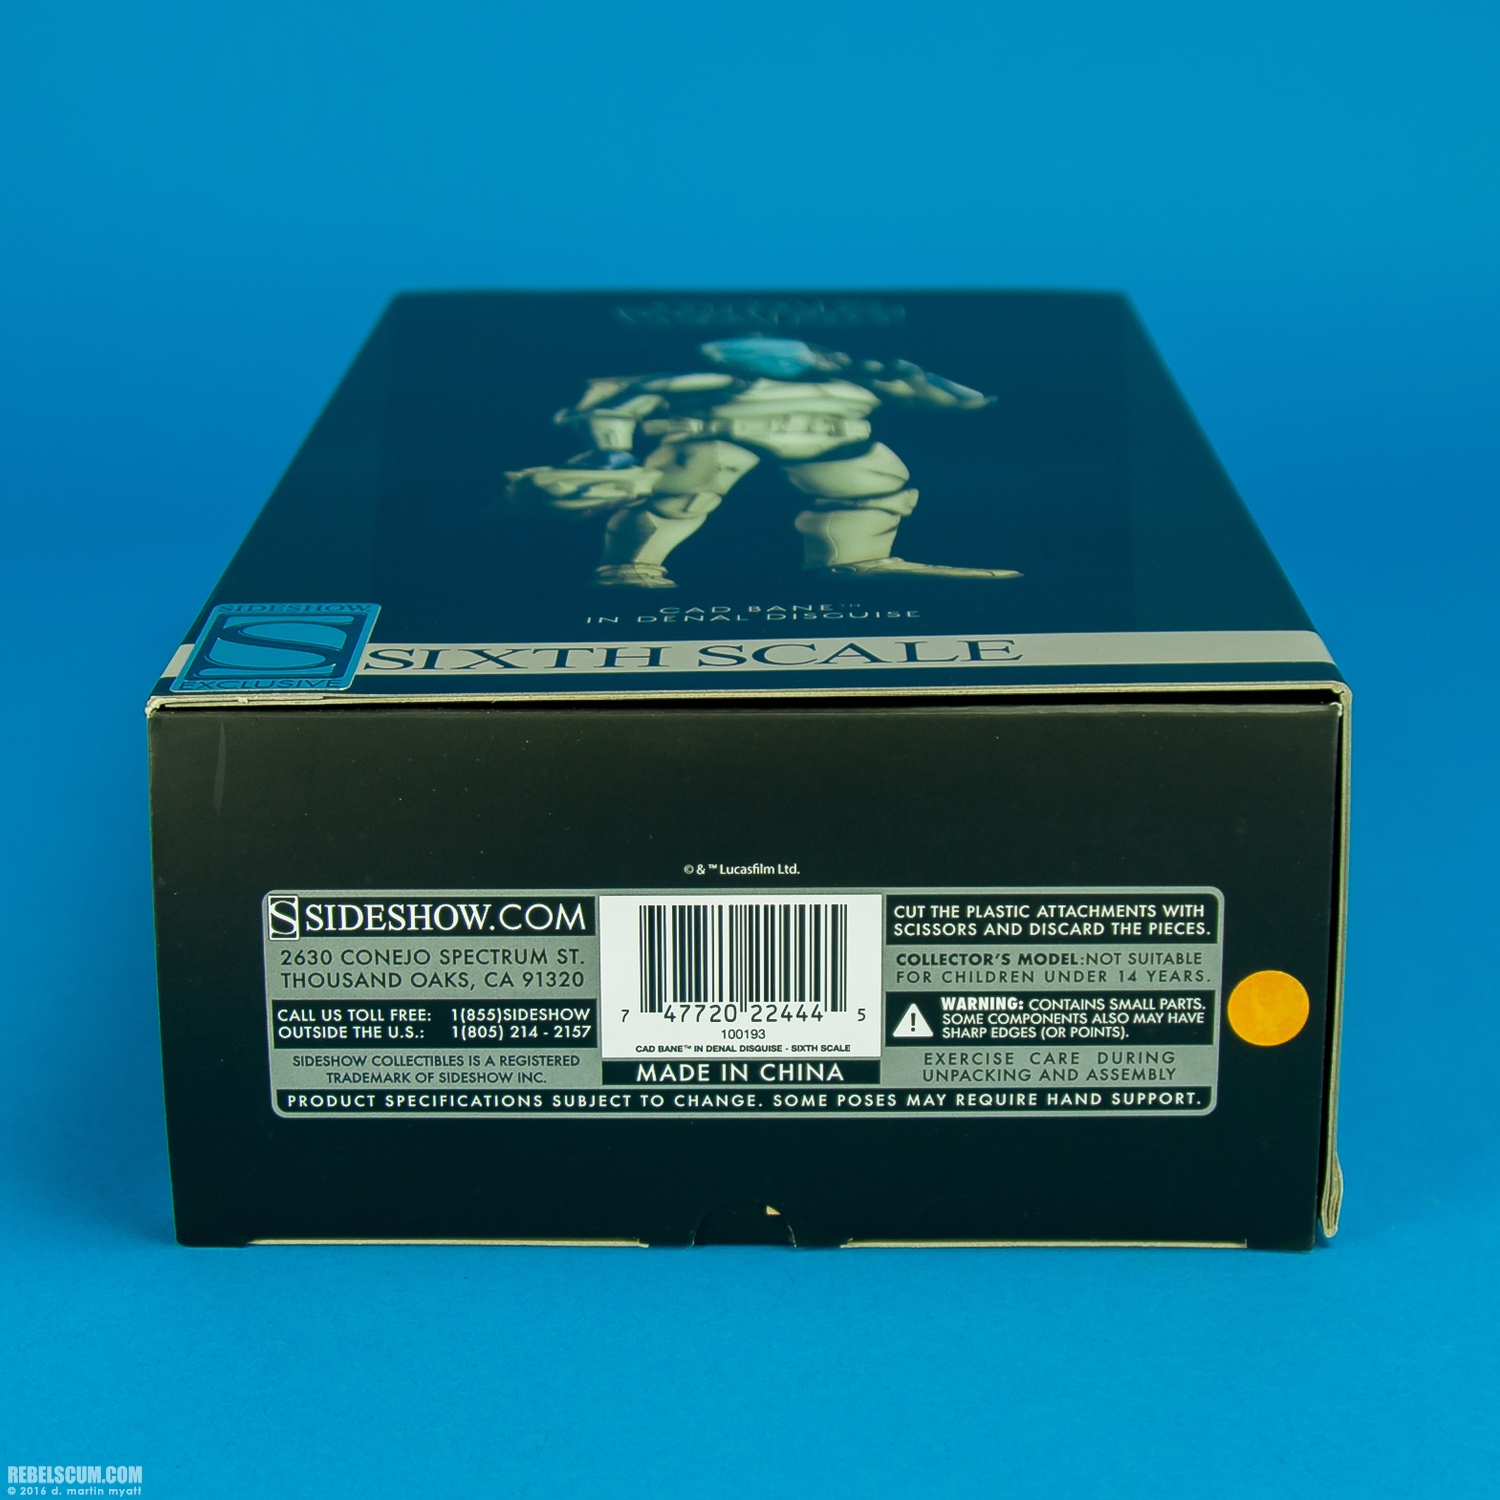 CAD BANE™
IN DENAL DISGUISE
SIDESHOW
S
EXCLUSIVE
SIXTH SCALE
© & ™ Lucasfilm Ltd.
S SIDESHOW.COM
2630 CONEJO SPECTRUM ST.
THOUSAND OAKS, CA 91320
CALL US TOLL FREE: 1(855)SIDESHOW
OUTSIDE THE U.S.: 1(805) 214 - 2157
SIDESHOW COLLECTIBLES IS A REGISTERED
TRADEMARK OF SIDESHOW INC.
7 47720 22444 5
100193
CAD BANE™ IN DENAL DISGUISE - SIXTH SCALE
MADE IN CHINA
CUT THE PLASTIC ATTACHMENTS WITH
SCISSORS AND DISCARD THE PIECES.
COLLECTOR'S MODEL:NOT SUITABLE
FOR CHILDREN UNDER 14 YEARS.
WARNING: CONTAINS SMALL PARTS.
SOME COMPONENTS ALSO MAY HAVE
SHARP EDGES (OR POINTS).
EXERCISE CARE DURING
UNPACKING AND ASSEMBLY
PRODUCT SPECIFICATIONS SUBJECT TO CHANGE. SOME POSES MAY REQUIRE HAND SUPPORT.
REBELSCUM.COM
© 2016 d. martin myatt